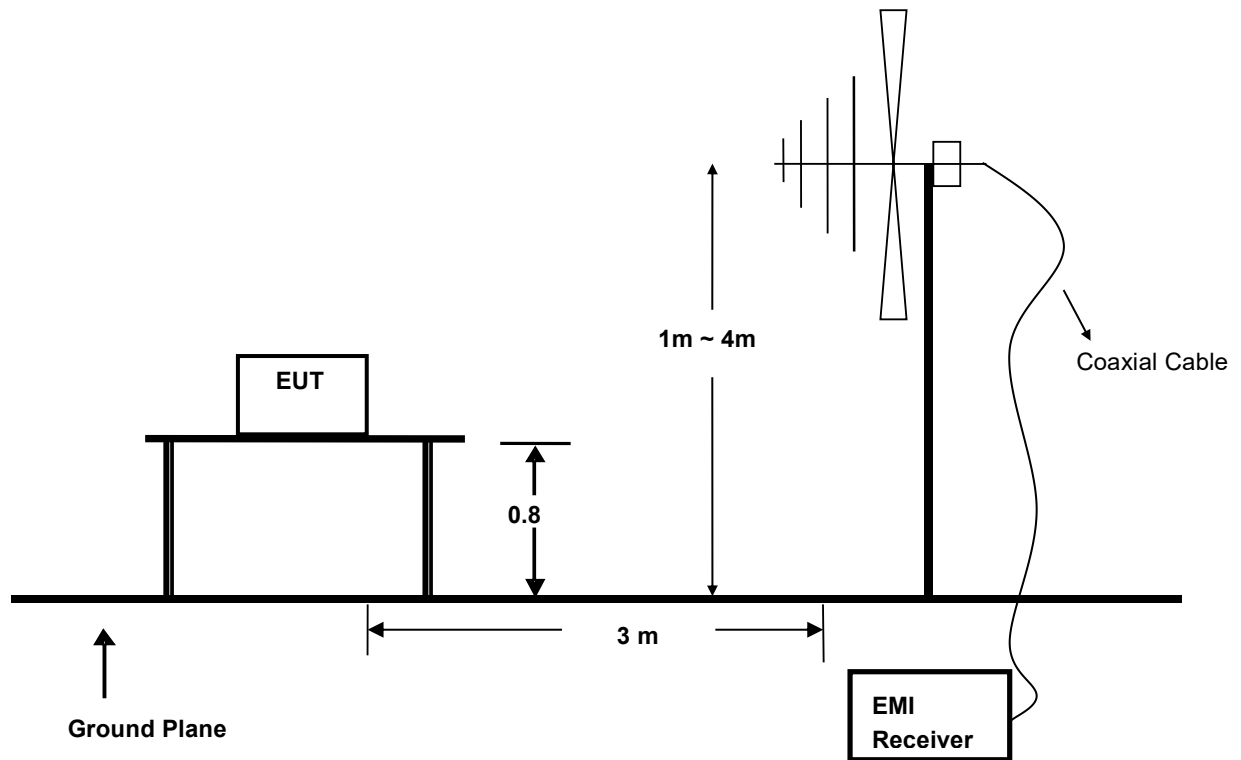 1m ~ 4m
Coaxial Cable
EUT
0.8
3 m
Ground Plane
EMI
Receiver